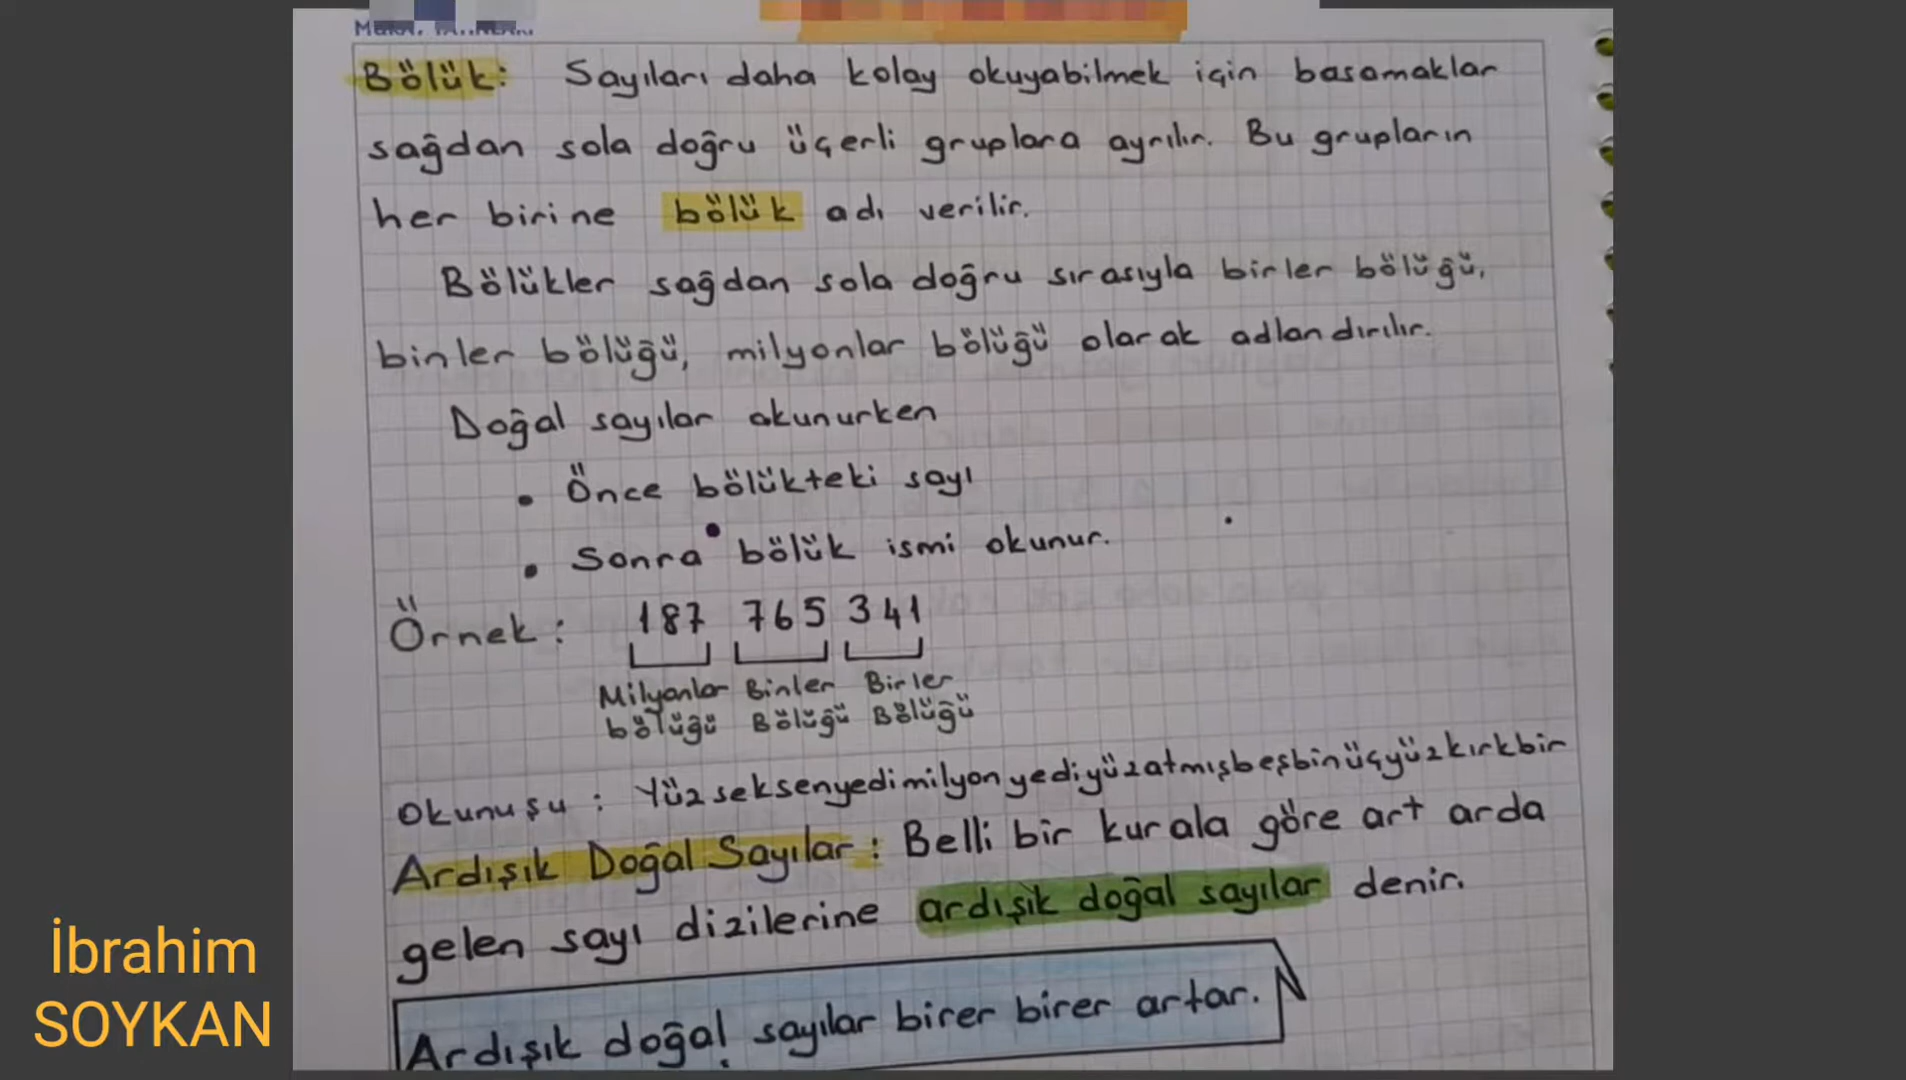 Bölük: Sayıları daha kolay okuyabilmek için basamaklar
sağdan sola doğru üçerli gruplara ayrılır. Bu grupların
her birine bölük adı verilir.
Bölükler sağdan sola doğru sırasıyla birler bölüğü,
binler bölüğü, milyonlar bölüğü olarak adlandırılır.
Doğal sayılar okunurken
• Önce bölükteki sayı
• Sonra bölük ismi okunur.
Örnek: 187 765 341
Milyonlar Binler Birler
bölüğü Bölüğü Bölüğü
Okunuşu: Yüzseksenyedimilyonyediyüzatmışbeşbinüçyüzkırkbir
Ardışık Doğal Sayılar: Belli bir kurala göre art arda
gelen sayı dizilerine ardışık doğal sayılar denir.
Ardışık doğal sayılar birer birer artar.
İbrahim
SOYKAN